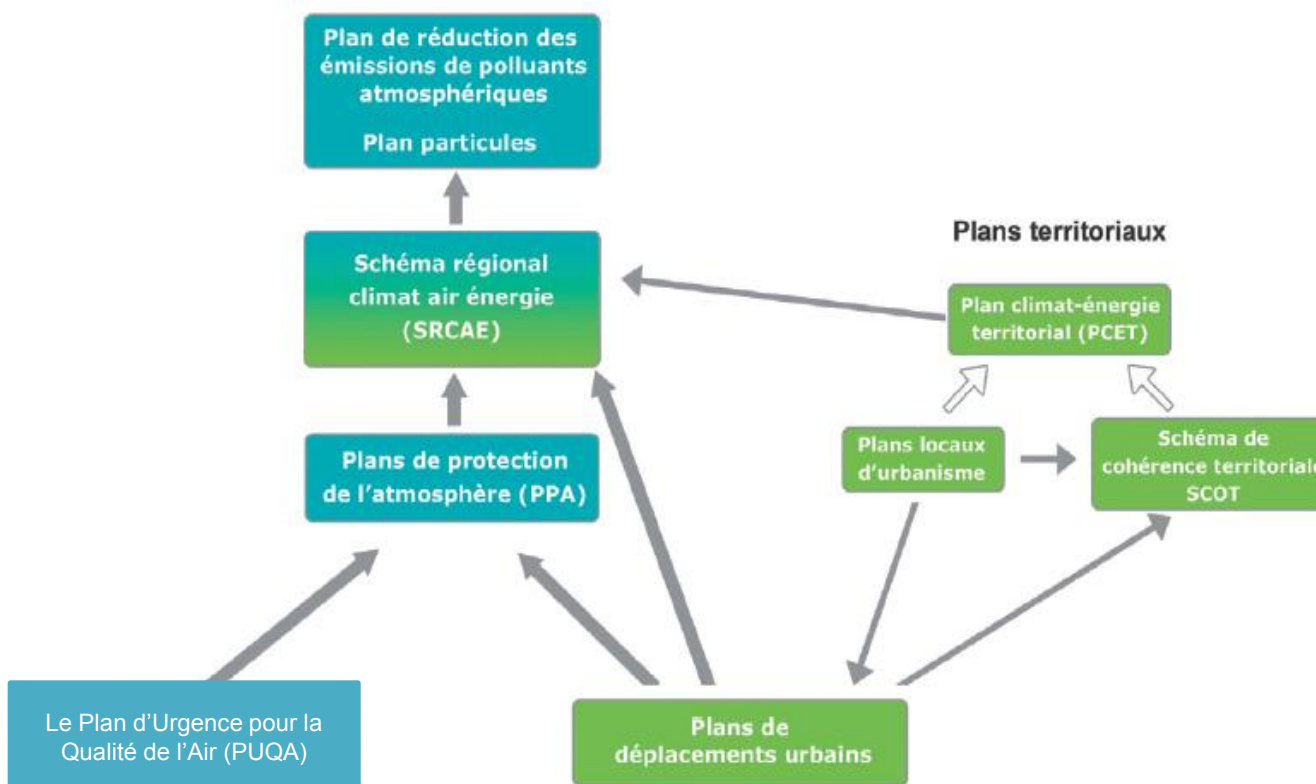 Plan de réduction des
émissions de polluants
atmosphériques
Plan particules
Schéma régional
climat air énergie
(SRCAE)
Plans de protection
de l'atmosphère (PPA)
Le Plan d'Urgence pour la
Qualité de l'Air (PUQA)
Plans de
déplacements urbains
Plans territoriaux
Plan climat-énergie
territorial (PCET)
Plans locaux
d'urbanisme
Schéma de
cohérence territoriale
SCOT